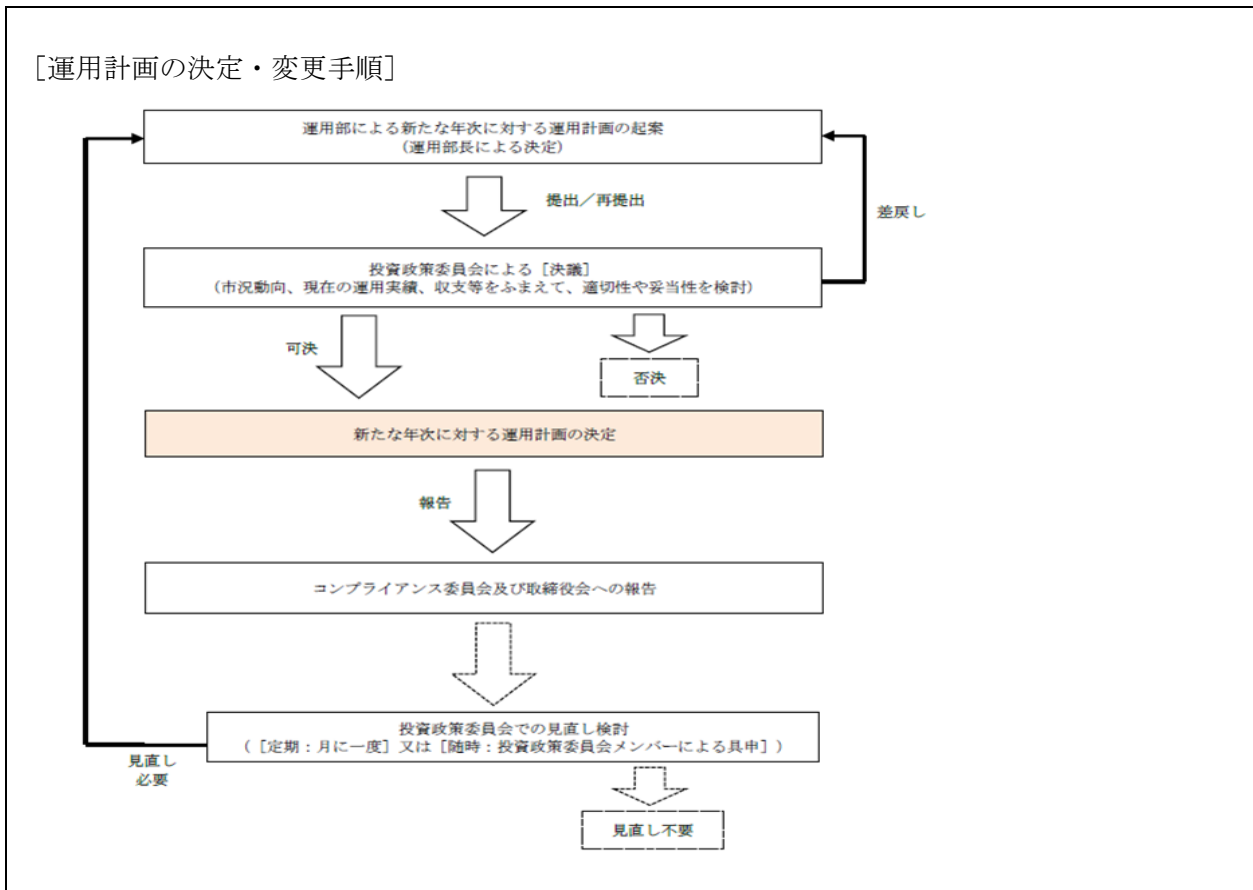 ［運用計画の決定・変更手順］
運用部による新たな年次に対する運用計画の起案
(運用部長による決定)
提出／再提出
差戻し
投資政策委員会による［決議］
(市況動向、現在の運用実績、収支等をふまえて、適切性や妥当性を検討)
可決
否決
新たな年次に対する運用計画の決定
報告
コンプライアンス委員会及び取締役会への報告
投資政策委員会での見直し検討
(［定期：月に一度］又は［随時：投資政策委員会メンバーによる具申］)
見直し
必要
見直し不要